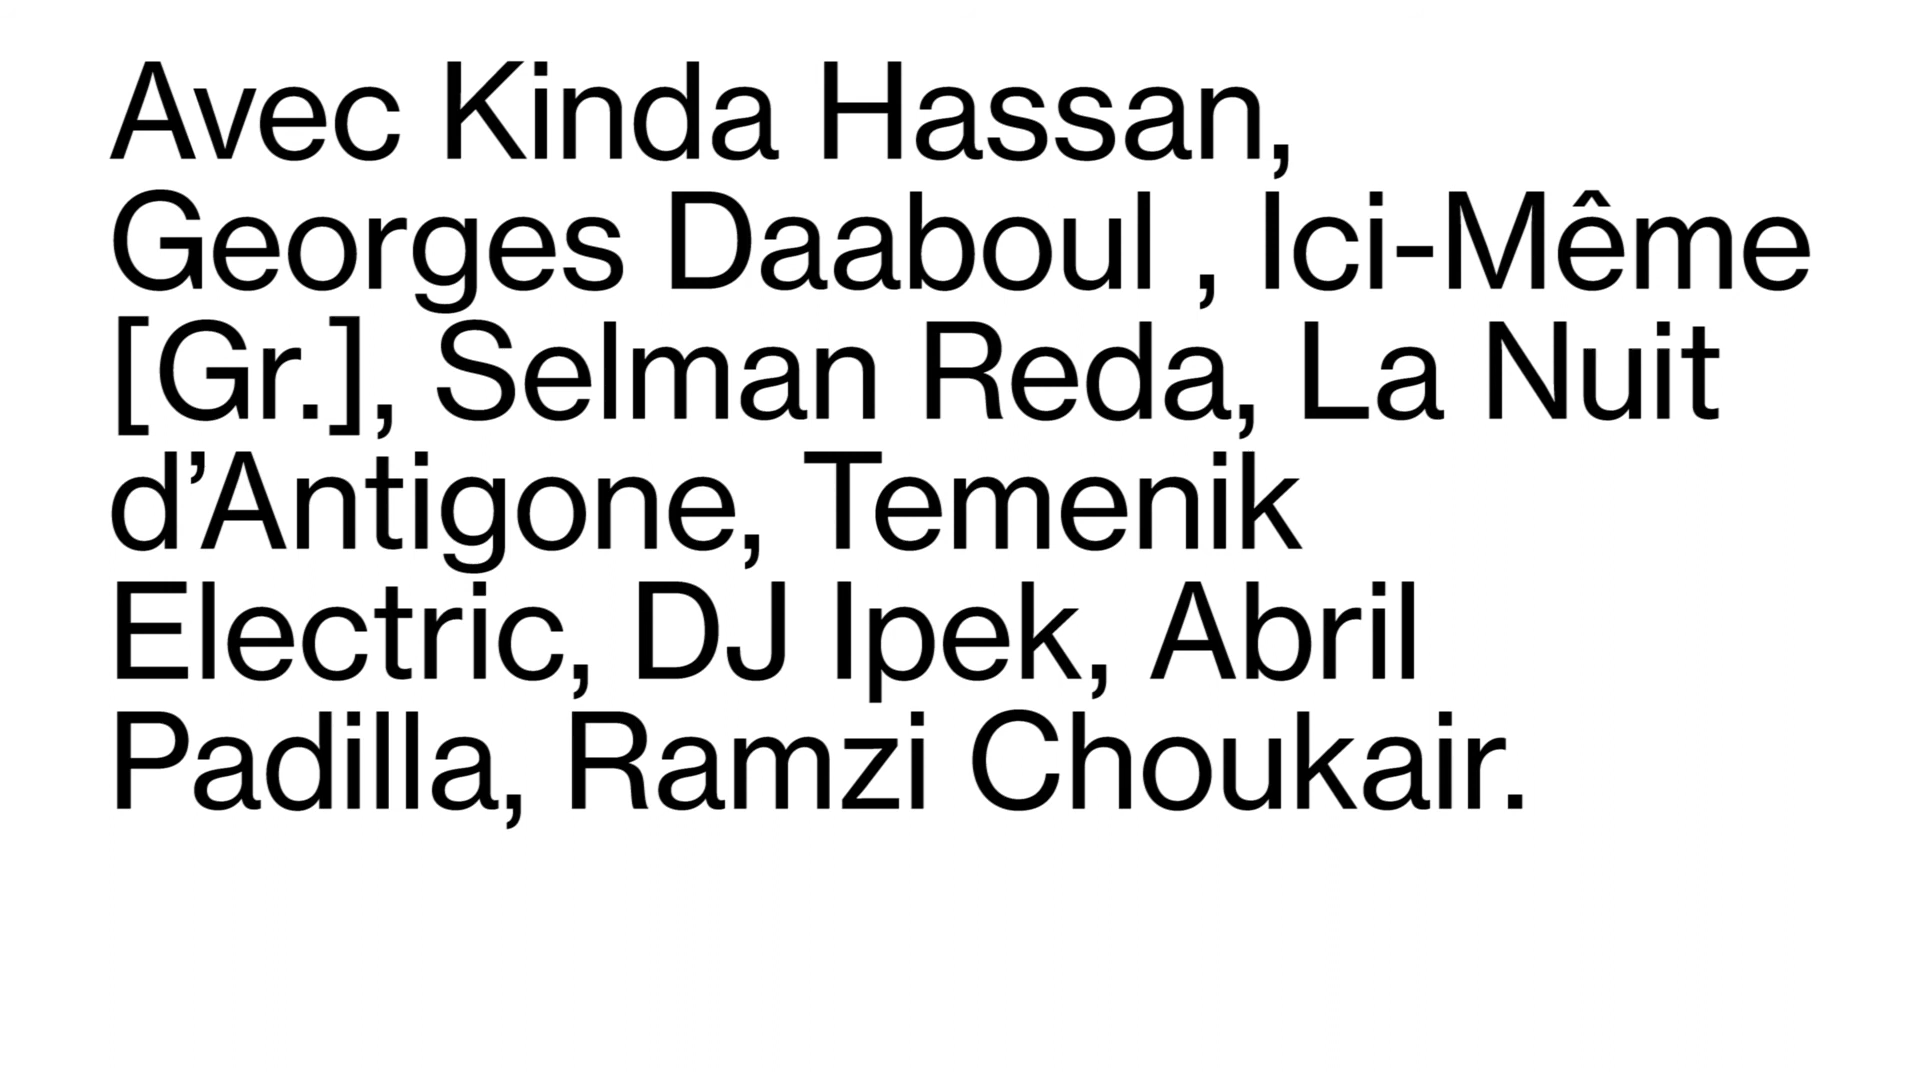 Avec Kinda Hassan,
Georges Daaboul , Ici-Même
[Gr.], Selman Reda, La Nuit
d’Antigone, Temenik
Electric, DJ Ipek, Abril
Padilla, Ramzi Choukair.